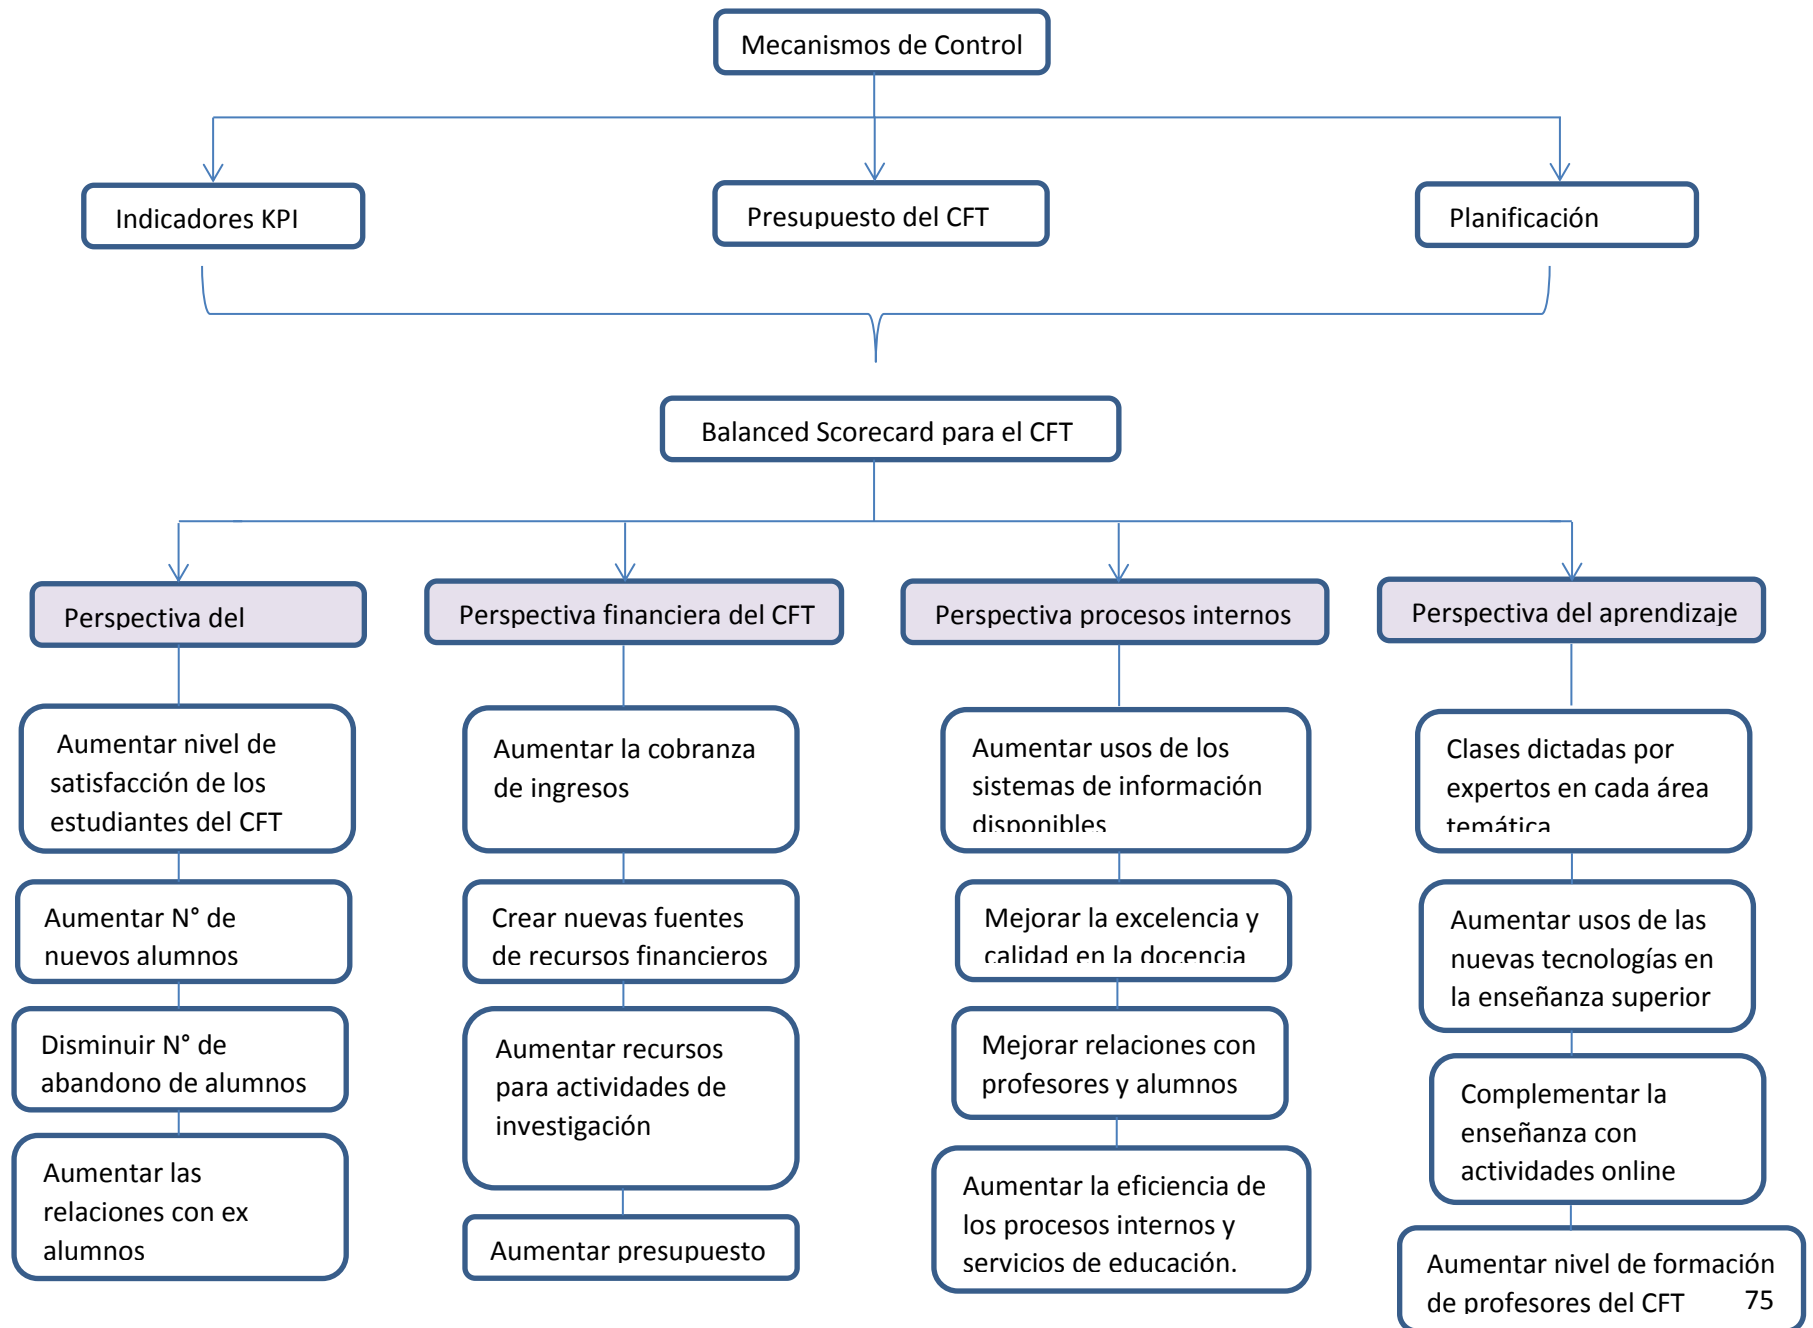 Mecanismos de Control
Indicadores KPI
Presupuesto del CFT
Planificación
Balanced Scorecard para el CFT
Perspectiva del
Aumentar nivel de
satisfacción de los
estudiantes del CFT
Aumentar N° de
nuevos alumnos
Disminuir N° de
abandono de alumnos
Aumentar las
relaciones con ex
alumnos
Perspectiva financiera del CFT
Aumentar la cobranza
de ingresos
Crear nuevas fuentes
de recursos financieros
Aumentar recursos
para actividades de
investigación
Aumentar presupuesto
Perspectiva procesos internos
Aumentar usos de los
sistemas de información
disponibles
Mejorar la excelencia y
calidad en la docencia
Mejorar relaciones con
profesores y alumnos
Aumentar la eficiencia de
los procesos internos y
servicios de educación.
Perspectiva del aprendizaje
Clases dictadas por
expertos en cada área
temática
Aumentar usos de las
nuevas tecnologías en
la enseñanza superior
Complementar la
enseñanza con
actividades online
Aumentar nivel de formación
de profesores del CFT
75